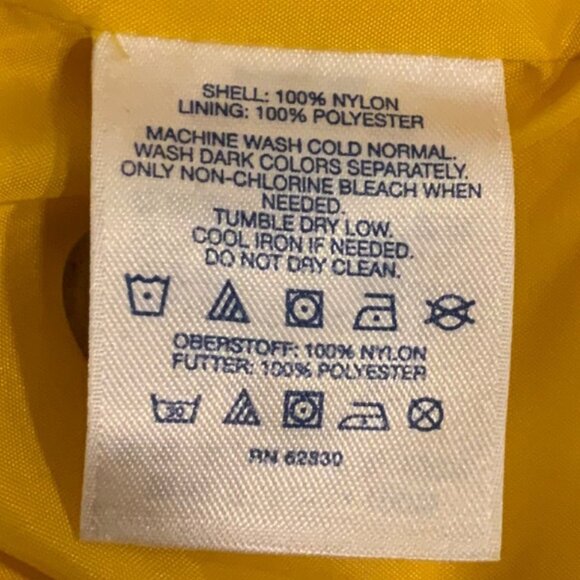 SHELL: 100% NYLON
LINING: 100% POLYESTER
MACHINE WASH COLD NORMAL.
WASH DARK COLORS SEPARATELY.
ONLY NON-CHLORINE BLEACH WHEN
NEEDED.
TUMBLE DRY LOW.
COOL IRON IF NEEDED.
DO NOT DRY CLEAN.
OBERSTOFF: 100% NYLON
FUTTER: 100% POLYESTER
30
RN 62830